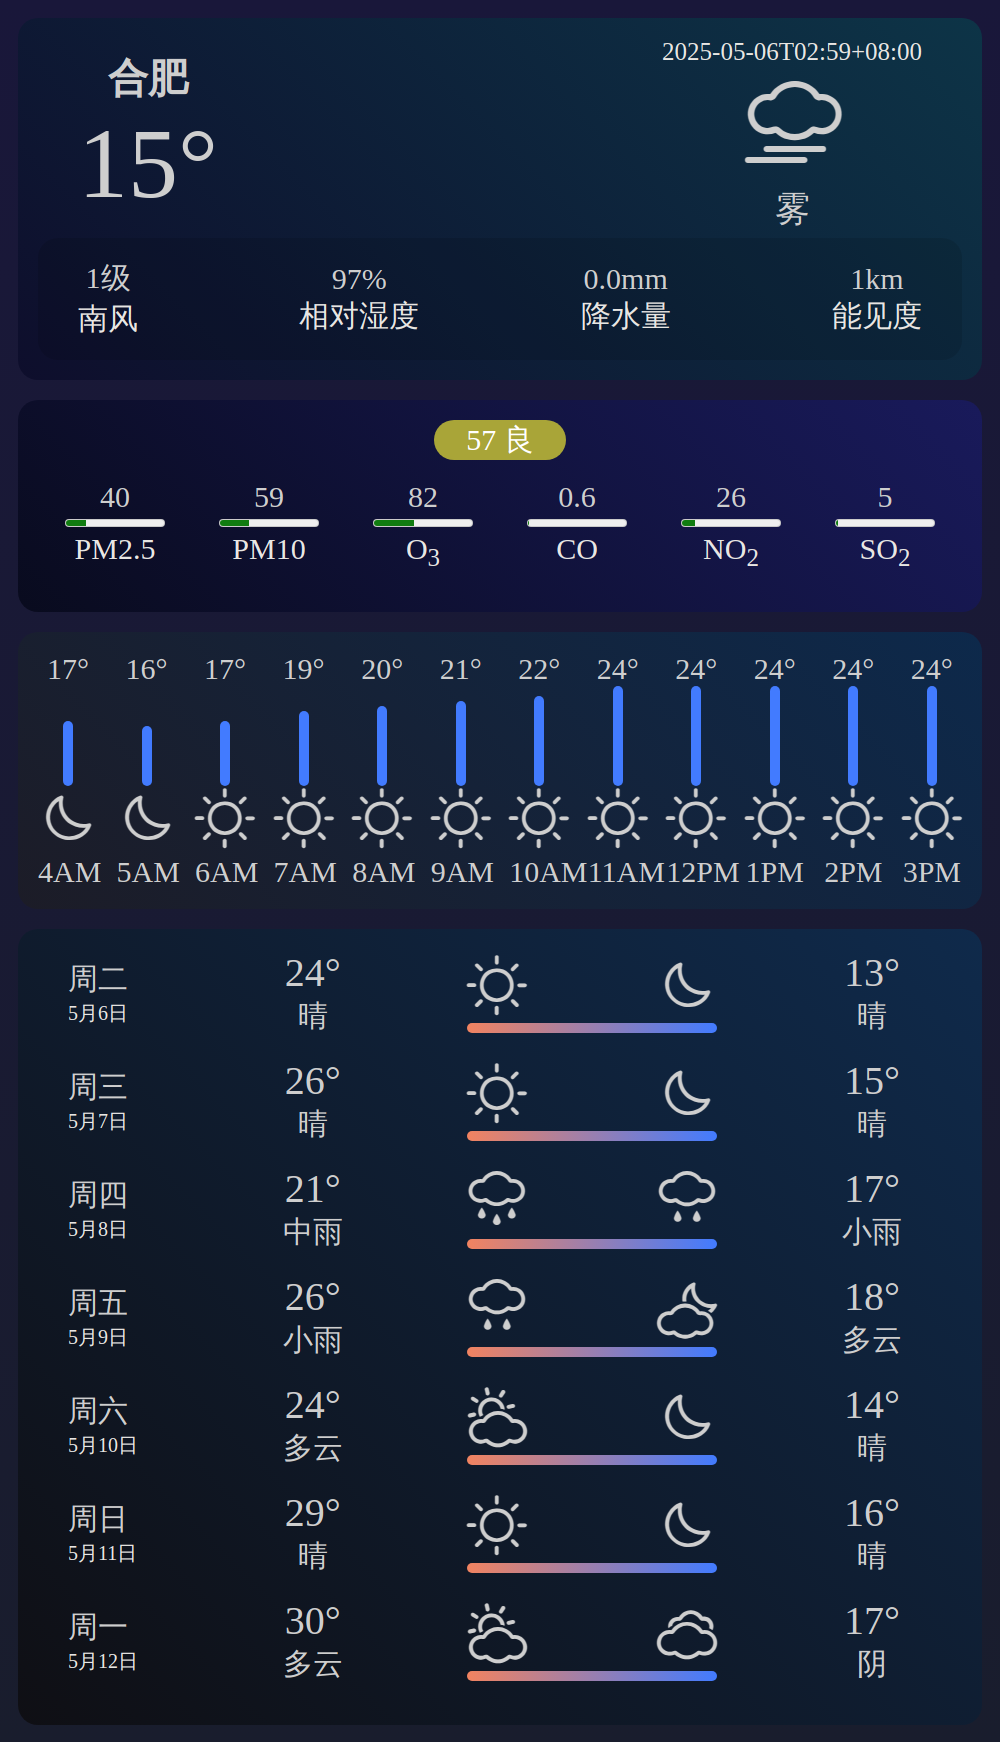 合肥
15°
2025-05-06T02:59+08:00
雾
1级 97% 0.0mm 1km
南风 相对湿度 降水量 能见度
57 良
40 59 82 0.6 26 5
PM2.5 PM10 O3 CO NO2 SO2
17° 16° 17° 19° 20° 21° 22° 24° 24° 24° 24° 24°
4AM 5AM 6AM 7AM 8AM 9AM 10AM 11AM 12PM 1PM 2PM 3PM
周二 24° 13°
5月6日 晴 晴
周三 26° 15°
5月7日 晴 晴
周四 21° 17°
5月8日 中雨 小雨
周五 26° 18°
5月9日 小雨 多云
周六 24° 14°
5月10日 多云 晴
周日 29° 16°
5月11日 晴 晴
周一 30° 17°
5月12日 多云 阴